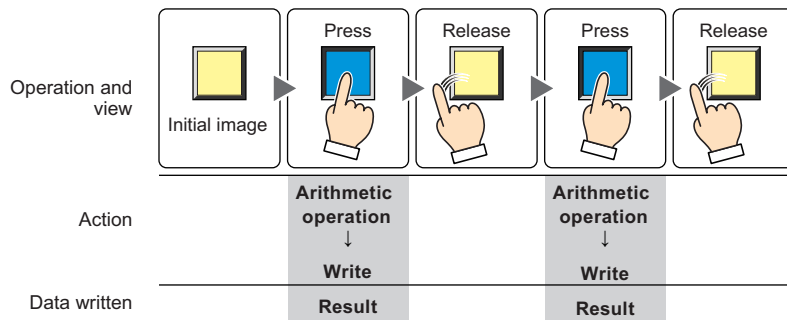 Press
Release
Press
Release
Operation and
view
Initial image
Action
Arithmetic
operation
↓
Write
Arithmetic
operation
↓
Write
Data written
Result
Result